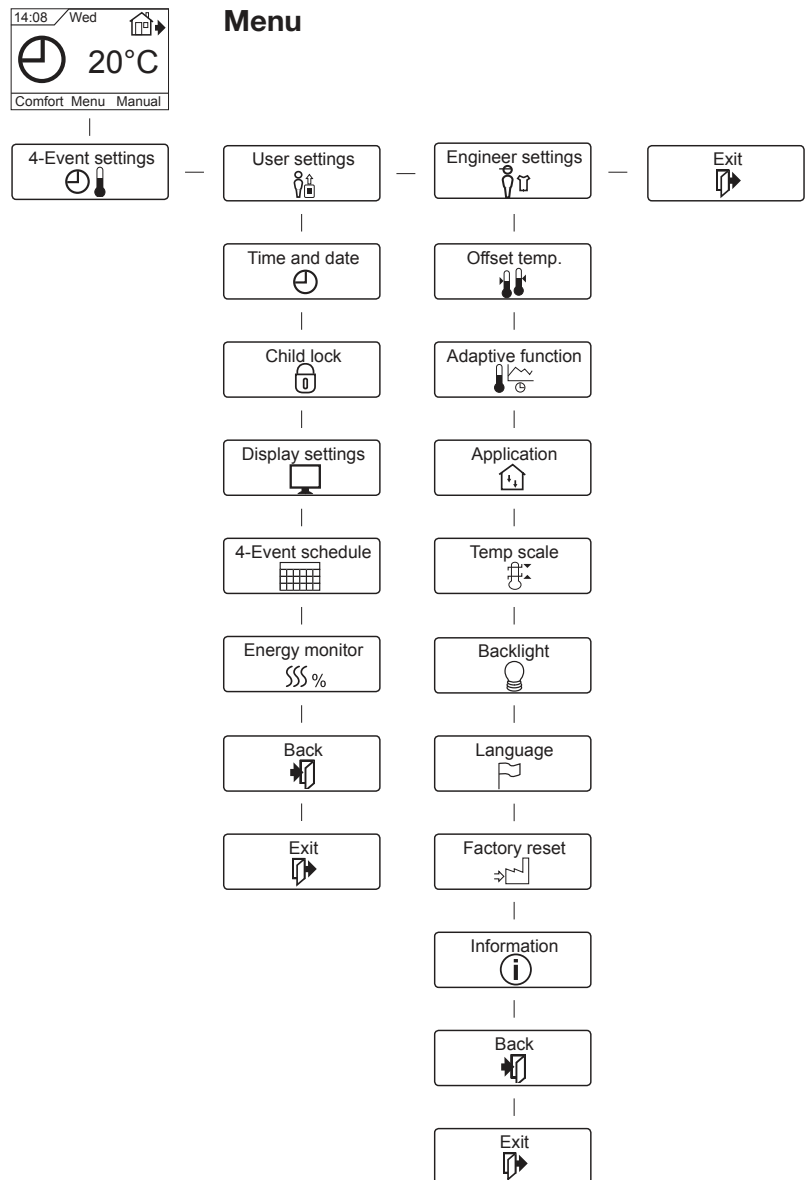 14:08 Wed
Menu
20°C
Comfort Menu Manual
4-Event settings
User settings
Engineer settings
Exit
Time and date
Child lock
Display settings
4-Event schedule
Energy monitor
%
Back
Exit
Offset temp.
Adaptive function
Application
Temp scale
Backlight
Language
Factory reset
Information
i
Back
Exit